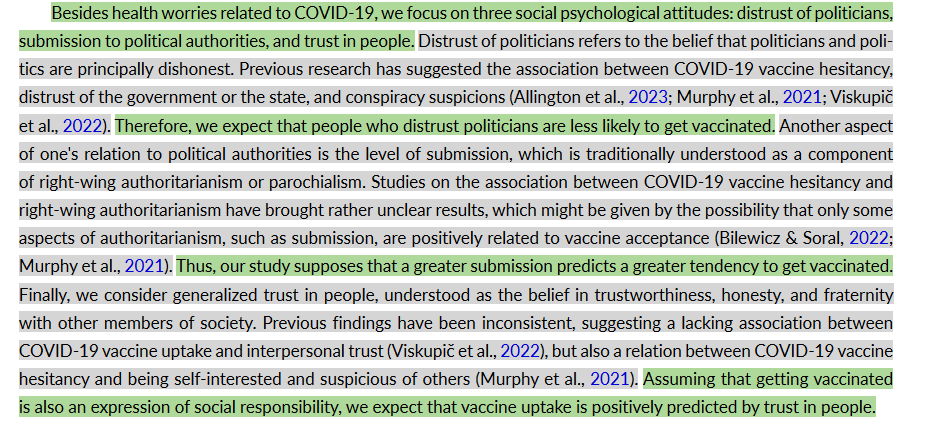 Besides health worries related to COVID-19, we focus on three social psychological attitudes: distrust of politicians,
submission to political authorities, and trust in people. Distrust of politicians refers to the belief that politicians and poli-
tics are principally dishonest. Previous research has suggested the association between COVID-19 vaccine hesitancy,
distrust of the government or the state, and conspiracy suspicions (Allington et al., 2023; Murphy et al., 2021; Viskupič
et al., 2022). Therefore, we expect that people who distrust politicians are less likely to get vaccinated. Another aspect
of one's relation to political authorities is the level of submission, which is traditionally understood as a component
of right-wing authoritarianism or parochialism. Studies on the association between COVID-19 vaccine hesitancy and
right-wing authoritarianism have brought rather unclear results, which might be given by the possibility that only some
aspects of authoritarianism, such as submission, are positively related to vaccine acceptance (Bilewicz & Soral, 2022;
Murphy et al., 2021). Thus, our study supposes that a greater submission predicts a greater tendency to get vaccinated.
Finally, we consider generalized trust in people, understood as the belief in trustworthiness, honesty, and fraternity
with other members of society. Previous findings have been inconsistent, suggesting a lacking association between
COVID-19 vaccine uptake and interpersonal trust (Viskupič et al., 2022), but also a relation between COVID-19 vaccine
hesitancy and being self-interested and suspicious of others (Murphy et al., 2021). Assuming that getting vaccinated
is also an expression of social responsibility, we expect that vaccine uptake is positively predicted by trust in people.